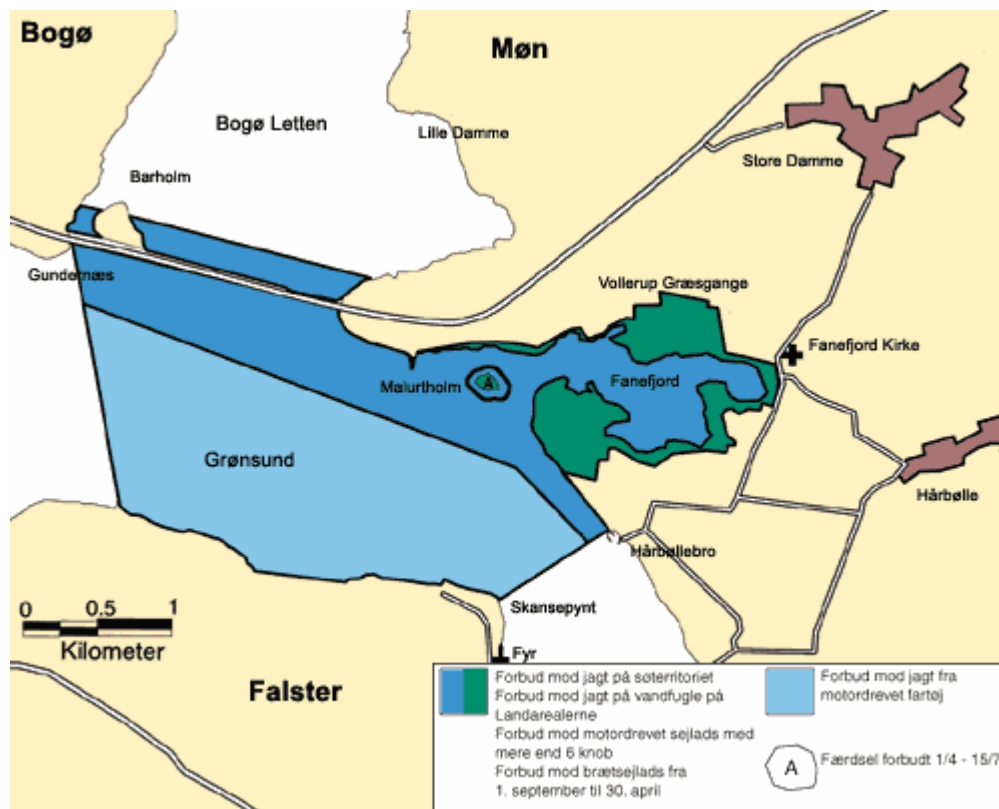 Bogø
Møn
Bogø Letten
Lille Damme
Store Damme
Barholm
Gundernæs
Vollerup Græsgange
Fanefjord Kirke
Malurtholm
A
Fanefjord
Grønsund
Hårbølle
Hårbøllebro
0 0.5 1
Kilometer
Skansepynt
Fyr
Falster
Forbud mod jagt på søterritoriet
Forbud mod jagt på vandfugle på
Landarealerne
Forbud mod motordrevet sejlads med
mere end 6 knob
Forbud mod brætsejlads fra
1. september til 30. april
Forbud mod jagt fra
motordrevet fartøj
A
Færdsel forbudt 1/4 - 15/7